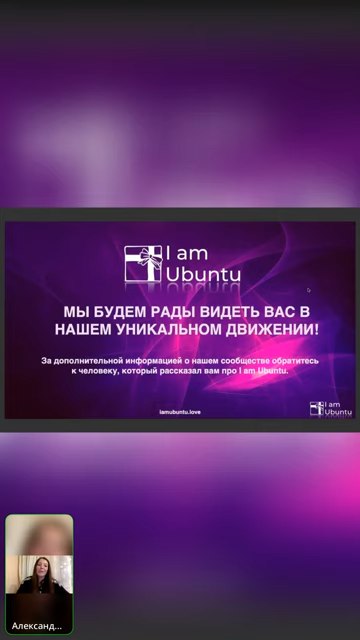 I am
Ubuntu
МЫ БУДЕМ РАДЫ ВИДЕТЬ ВАС В
НАШЕМ УНИКАЛЬНОМ ДВИЖЕНИИ!
За дополнительной информацией о нашем сообществе обратитесь
к человеку, который рассказал вам про I am Ubuntu.
iamubuntu.love
I am
Ubuntu
Александ...